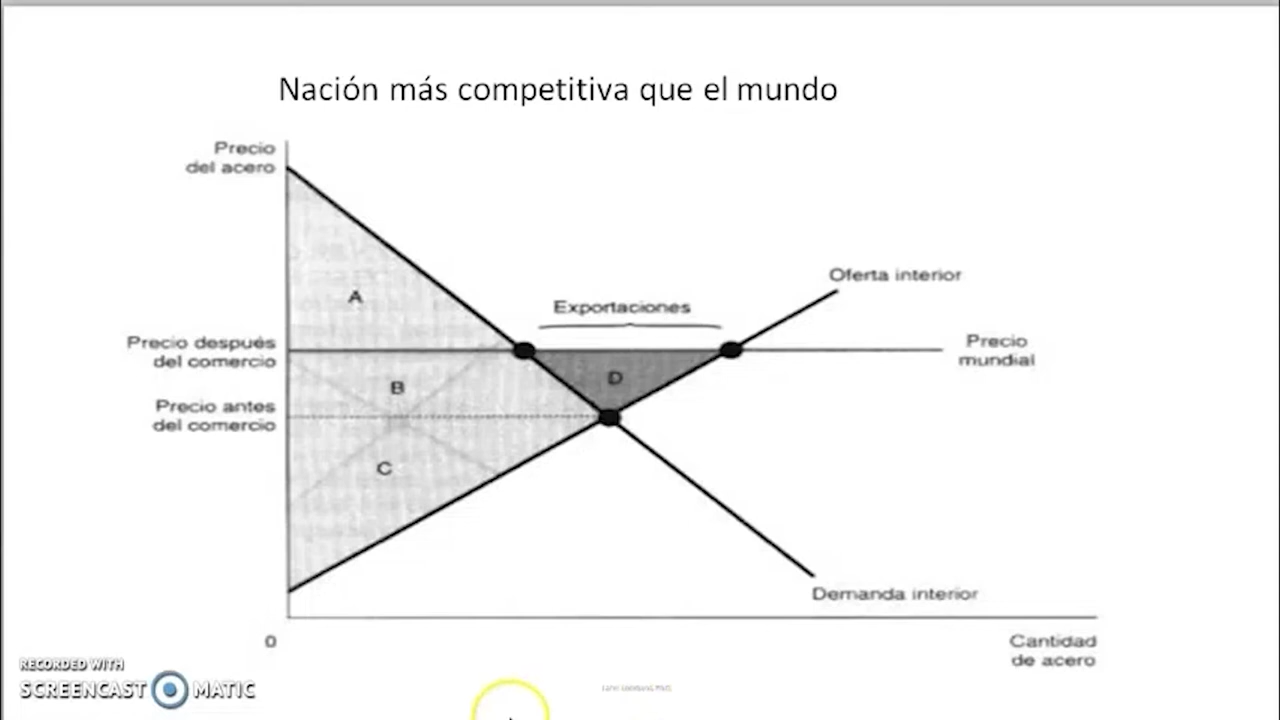 Nación más competitiva que el mundo
Precio
del acero
Oferta interior
A
Exportaciones
Precio después
del comercio
Precio
mundial
D
B
Precio antes
del comercio
C
Demanda interior
0
Cantidad
de acero
RECORDED WITH
SCREENCAST MATIC